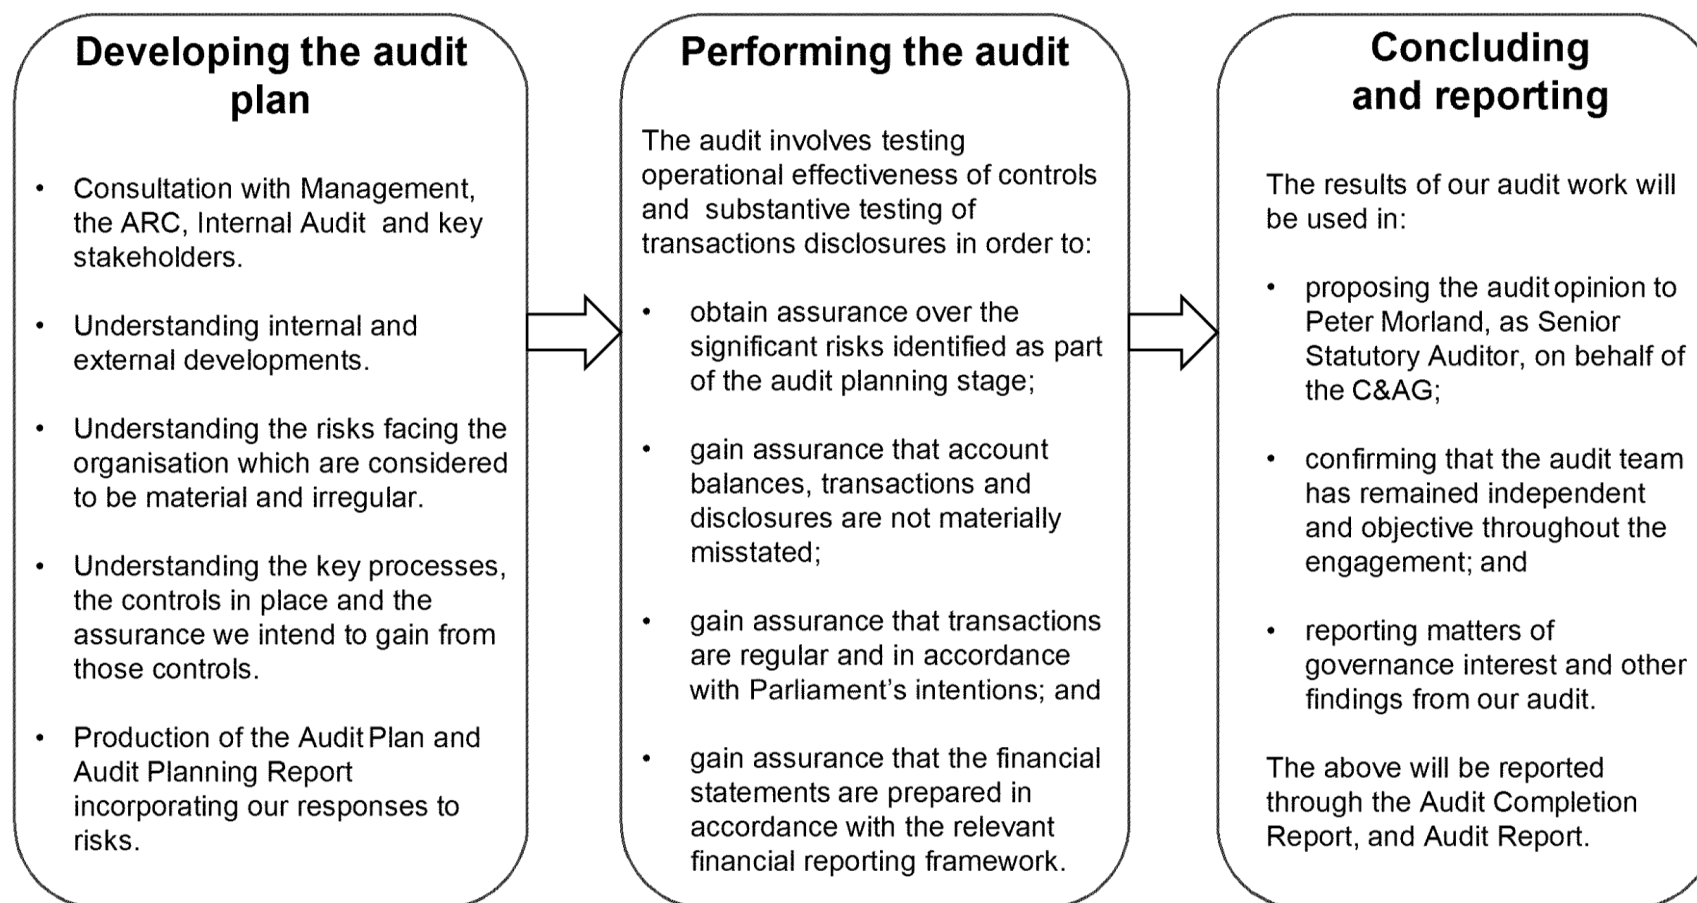 Developing the audit
plan
• Consultation with Management,
the ARC, Internal Audit and key
stakeholders.
• Understanding internal and
external developments.
• Understanding the risks facing the
organisation which are considered
to be material and irregular.
• Understanding the key processes,
the controls in place and the
assurance we intend to gain from
those controls.
• Production of the Audit Plan and
Audit Planning Report
incorporating our responses to
risks.
Performing the audit
The audit involves testing
operational effectiveness of controls
and substantive testing of
transactions disclosures in order to:
• obtain assurance over the
significant risks identified as part
of the audit planning stage;
• gain assurance that account
balances, transactions and
disclosures are not materially
misstated;
• gain assurance that transactions
are regular and in accordance
with Parliament's intentions; and
• gain assurance that the financial
statements are prepared in
accordance with the relevant
financial reporting framework.
Concluding
and reporting
The results of our audit work will
be used in:
• proposing the audit opinion to
Peter Morland, as Senior
Statutory Auditor, on behalf of
the C&AG;
• confirming that the audit team
has remained independent
and objective throughout the
engagement; and
• reporting matters of
governance interest and other
findings from our audit.
The above will be reported
through the Audit Completion
Report, and Audit Report.